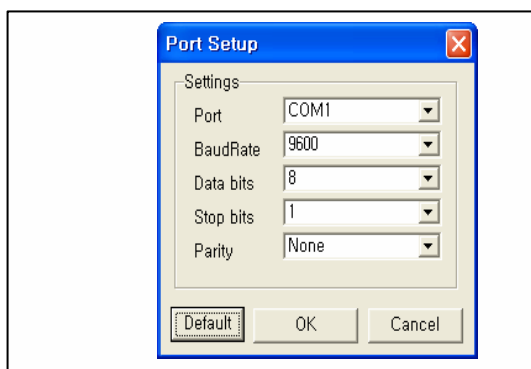 Port Setup
Settings
Port COM1
BaudRate 9600
Data bits 8
Stop bits 1
Parity None
Default OK Cancel